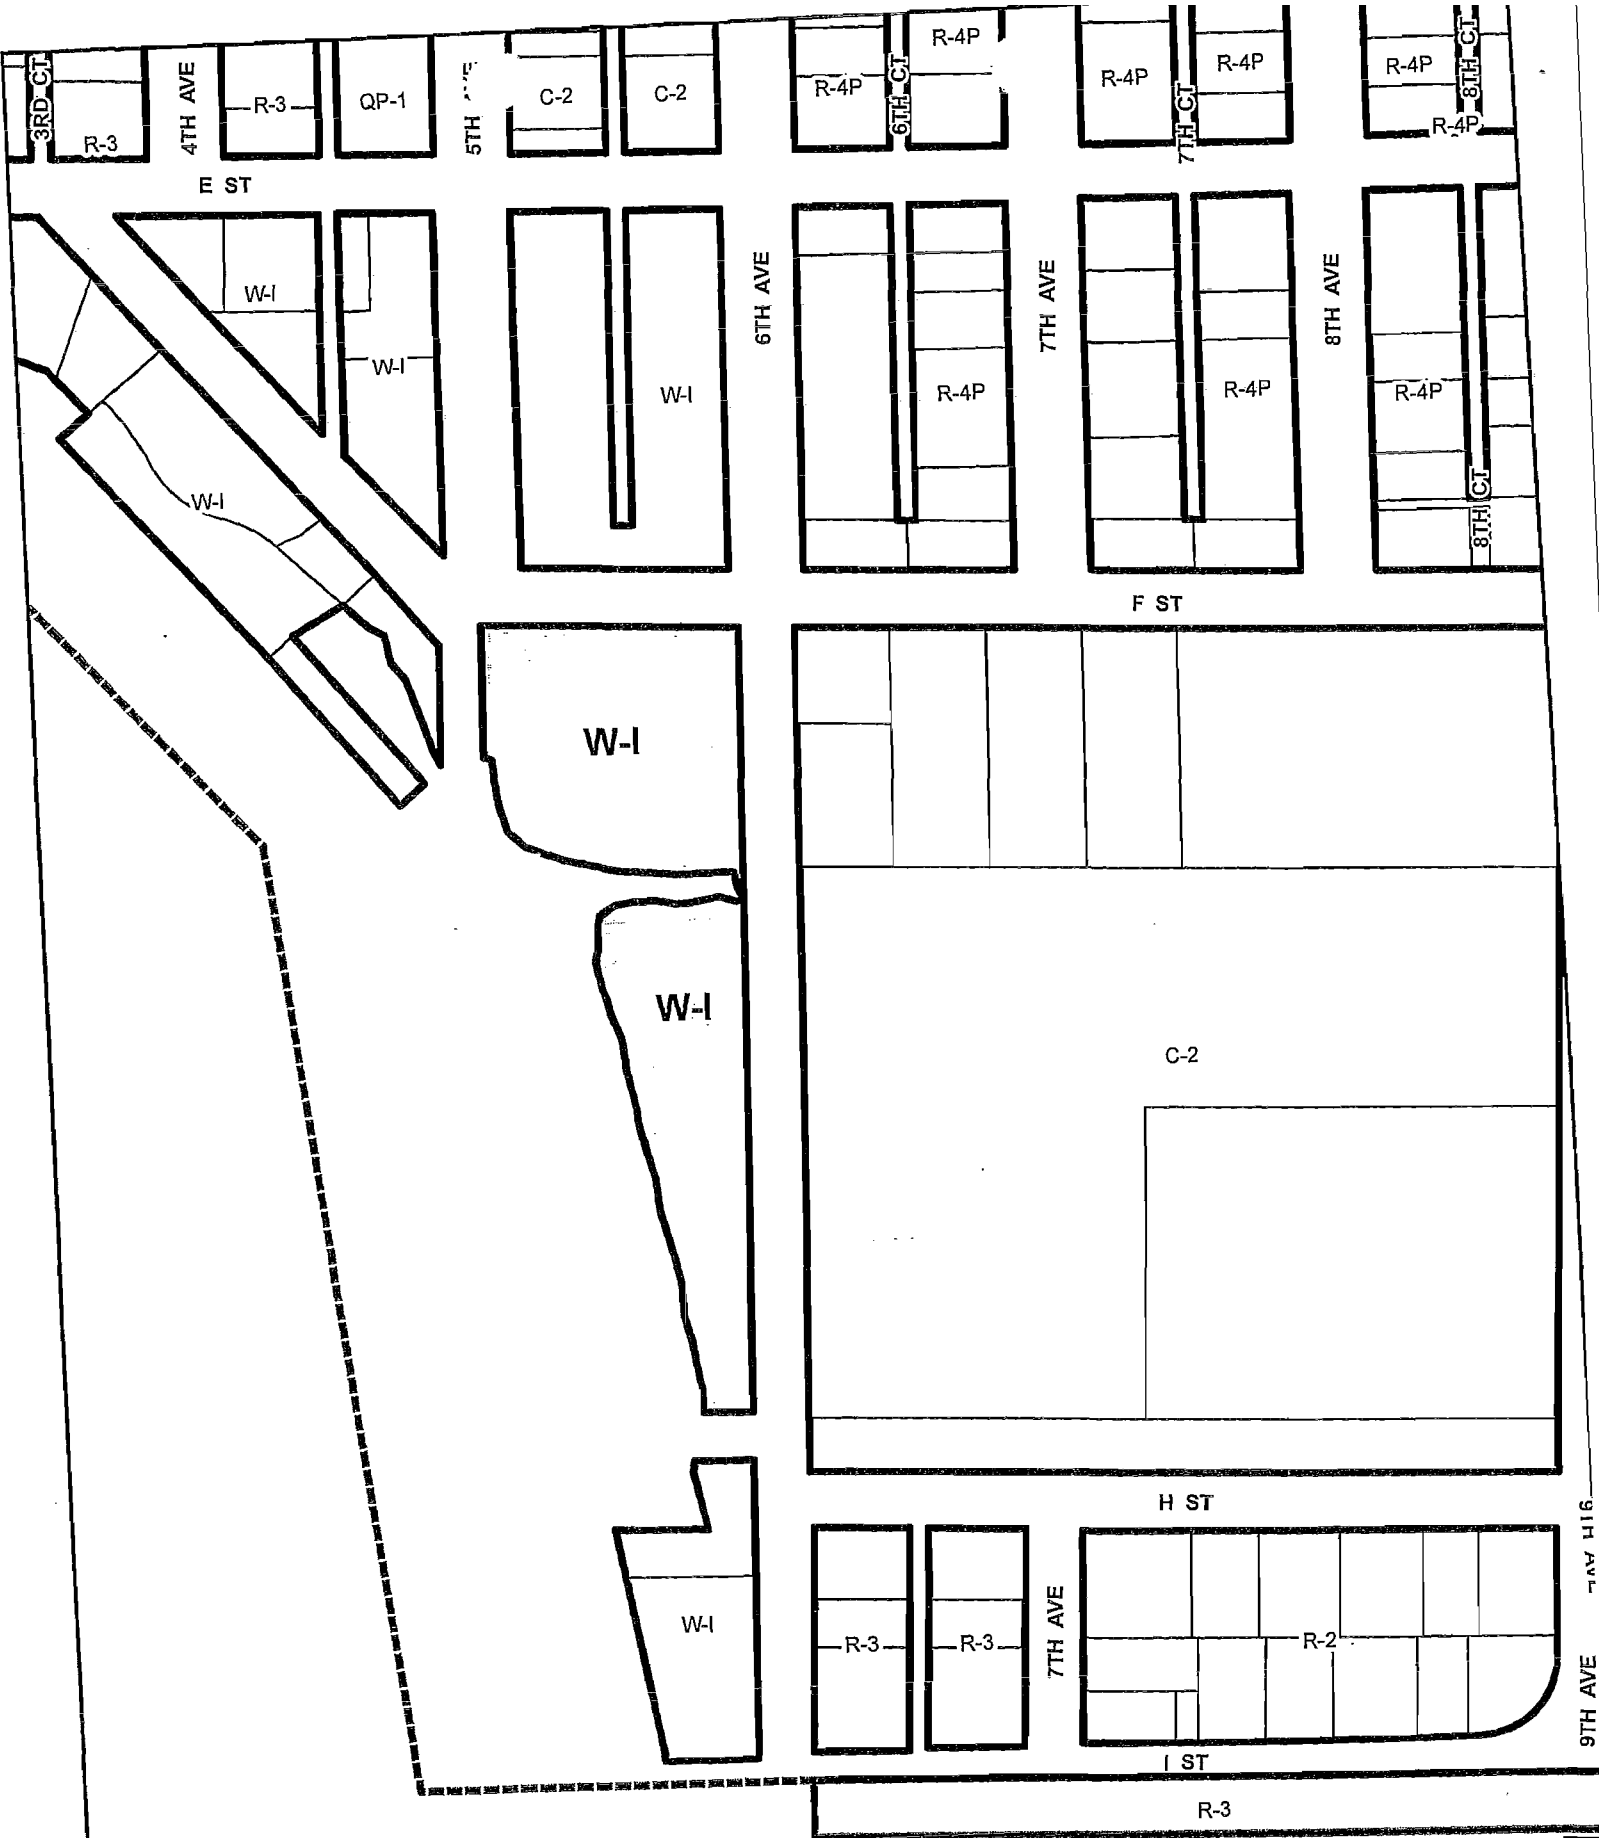 3RD CT
R-3
4TH AVE
R-3
QP-1
5TH
C-2
C-2
R-4P
6TH CT
R-4P
R-4P
7TH CT
R-4P
R-4P
8TH CT
R-4P
E ST
W-I
W-I
W-I
6TH AVE
R-4P
7TH AVE
R-4P
8TH AVE
R-4P
8TH CT
W-I
F ST
W-I
W-I
C-2
H ST
W-I
R-3
R-3
7TH AVE
R-2
9TH AVE
I ST
R-3